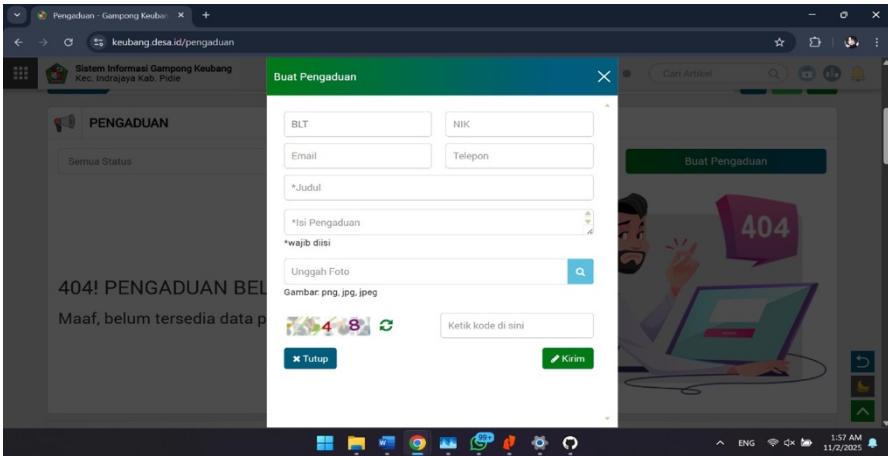 Pengaduan - Gampong Keuban
keubang.desa.id/pengaduan
Sistem Informasi Gampong Keubang
Kec. Indrajaya Kab. Pidie
Cari Artikel
Buat Pengaduan
PENGADUAN
Semua Status
Buat Pengaduan
BLT
NIK
Email
Telepon
*Judul
*Isi Pengaduan
*wajib diisi
Unggah Foto
Gambar: png, jpg, jpeg
4 8
Ketik kode di sini
Tutup
Kirim
404! PENGADUAN BEL
Maaf, belum tersedia data p
404
99+
ENG
1:57 AM
11/2/2025